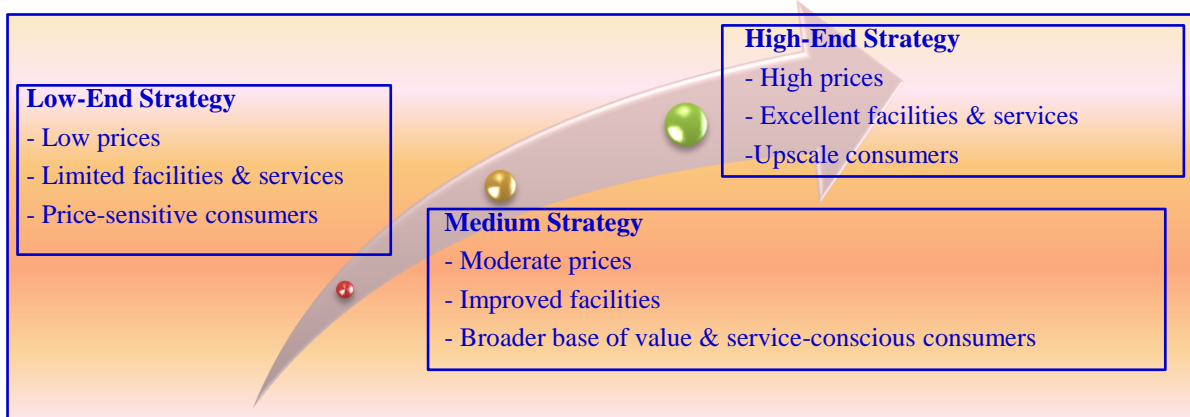 Low-End Strategy
- Low prices
- Limited facilities & services
- Price-sensitive consumers
Medium Strategy
- Moderate prices
- Improved facilities
- Broader base of value & service-conscious consumers
High-End Strategy
- High prices
- Excellent facilities & services
-Upscale consumers